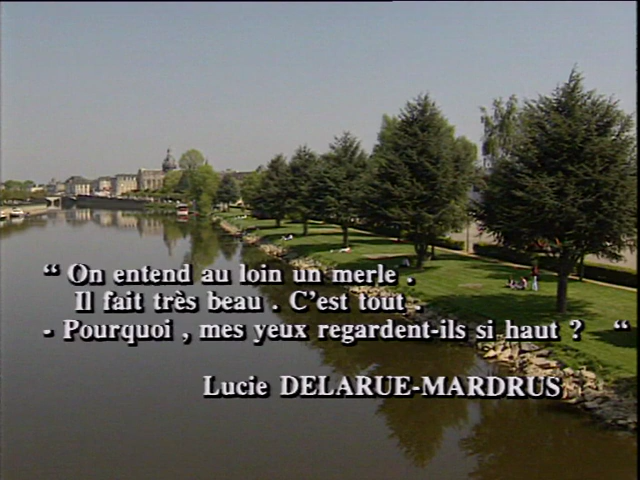 “ On entend au loin un merle .
Il fait très beau . C’est tout
- Pourquoi , mes yeux regardent-ils si haut ? “
Lucie DELARUE-MARDRUS